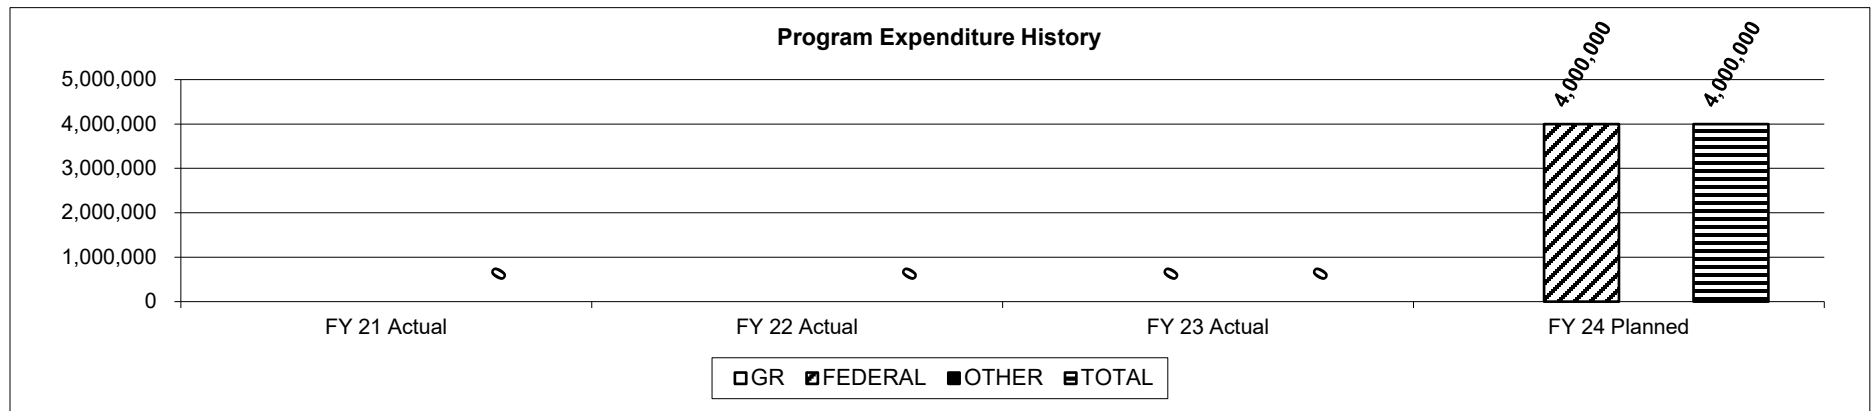 Program Expenditure History
4,000,000 4,000,000
5,000,000
4,000,000
3,000,000
2,000,000
1,000,000
0
0 0 0 0
FY 21 Actual FY 22 Actual FY 23 Actual FY 24 Planned
GR FEDERAL OTHER TOTAL